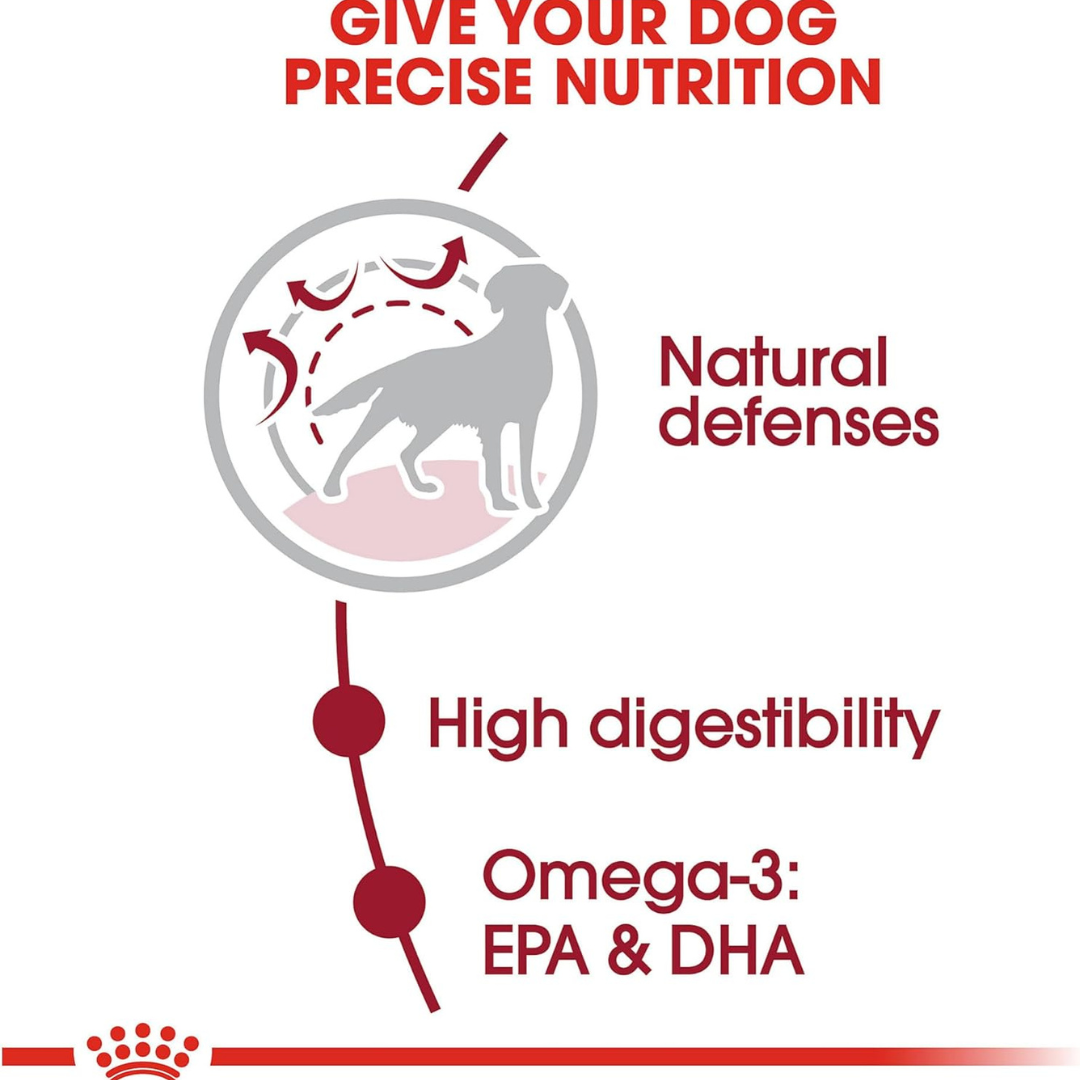 GIVE YOUR DOG
PRECISE NUTRITION
Natural
defenses
High digestibility
Omega-3:
EPA & DHA